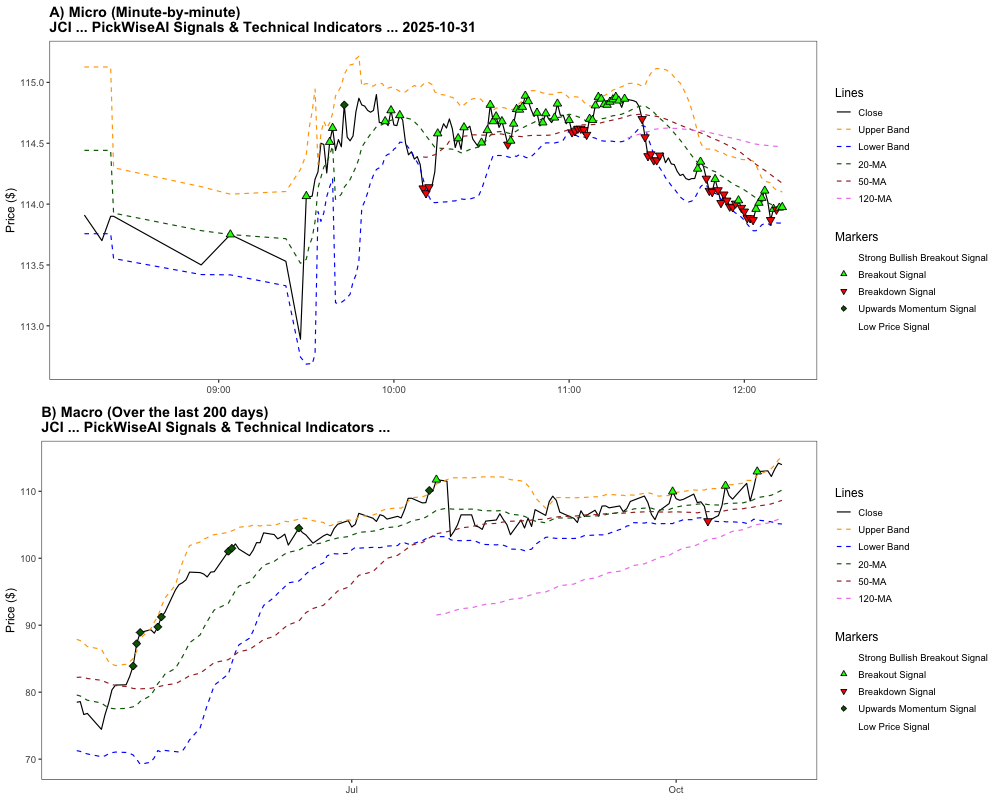 A) Micro (Minute-by-minute)
JCI ... PickWiseAI Signals & Technical Indicators ... 2025-10-31
Price ($)
115.0
114.5
114.0
113.5
113.0
09:00
10:00
11:00
12:00
Lines
Close
Upper Band
Lower Band
20-MA
50-MA
120-MA
Markers
Strong Bullish Breakout Signal
Breakout Signal
Breakdown Signal
Upwards Momentum Signal
Low Price Signal
B) Macro (Over the last 200 days)
JCI ... PickWiseAI Signals & Technical Indicators ...
Price ($)
110
100
90
80
70
Jul
Oct
Lines
Close
Upper Band
Lower Band
20-MA
50-MA
120-MA
Markers
Strong Bullish Breakout Signal
Breakout Signal
Breakdown Signal
Upwards Momentum Signal
Low Price Signal